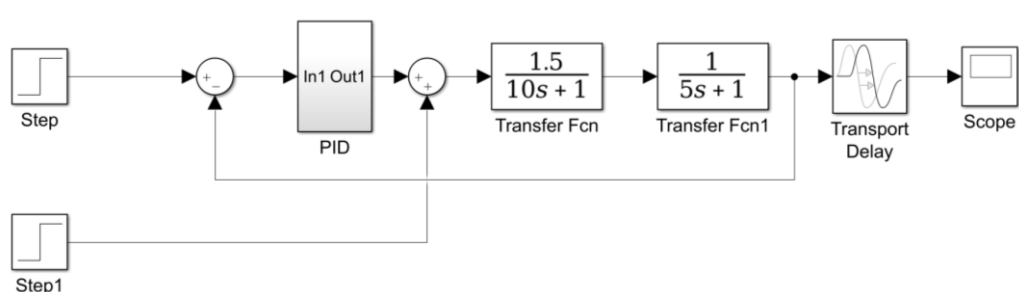 Step
+
−
In1 Out1
PID
+
+
1.5
10s + 1
Transfer Fcn
1
5s + 1
Transfer Fcn1
Transport
Delay
Scope
Step1